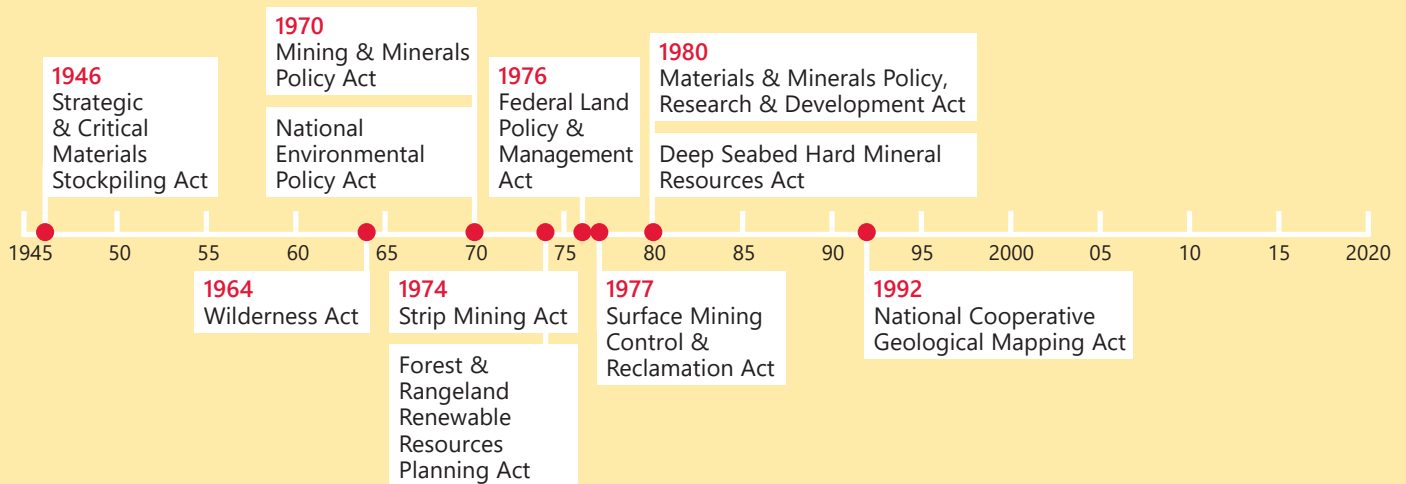 1946
Strategic
& Critical
Materials
Stockpiling Act
1970
Mining & Minerals
Policy Act
National
Environmental
Policy Act
1976
Federal Land
Policy &
Management
Act
1980
Materials & Minerals Policy,
Research & Development Act
Deep Seabed Hard Mineral
Resources Act
1945 50 55 60 65 70 75 80 85 90 95 2000 05 10 15 2020
1964
Wilderness Act
1974
Strip Mining Act
Forest &
Rangeland
Renewable
Resources
Planning Act
1977
Surface Mining
Control &
Reclamation Act
1992
National Cooperative
Geological Mapping Act